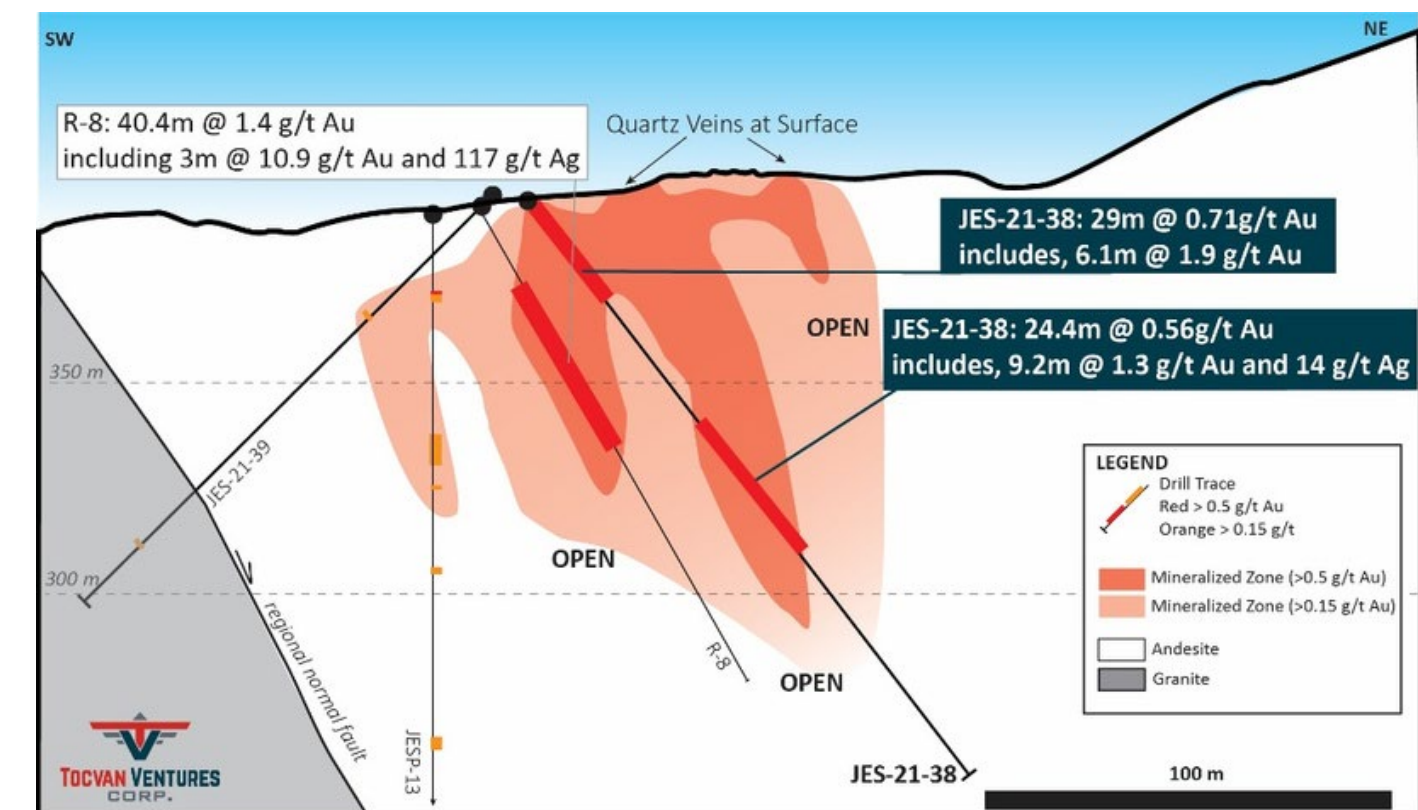 SW
NE
R-8: 40.4m @ 1.4 g/t Au
including 3m @ 10.9 g/t Au and 117 g/t Ag
Quartz Veins at Surface
JES-21-38: 29m @ 0.71g/t Au
includes, 6.1m @ 1.9 g/t Au
OPEN
JES-21-38: 24.4m @ 0.56g/t Au
includes, 9.2m @ 1.3 g/t Au and 14 g/t Ag
350 m
JES-21-39
LEGEND
Drill Trace
Red > 0.5 g/t Au
Orange > 0.15 g/t
Mineralized Zone (>0.5 g/t Au)
Mineralized Zone (>0.15 g/t Au)
Andesite
Granite
OPEN
300 m
regional normal fault
R-8
OPEN
JESP-13
TOCVAN VENTURES
CORP.
JES-21-38
100 m